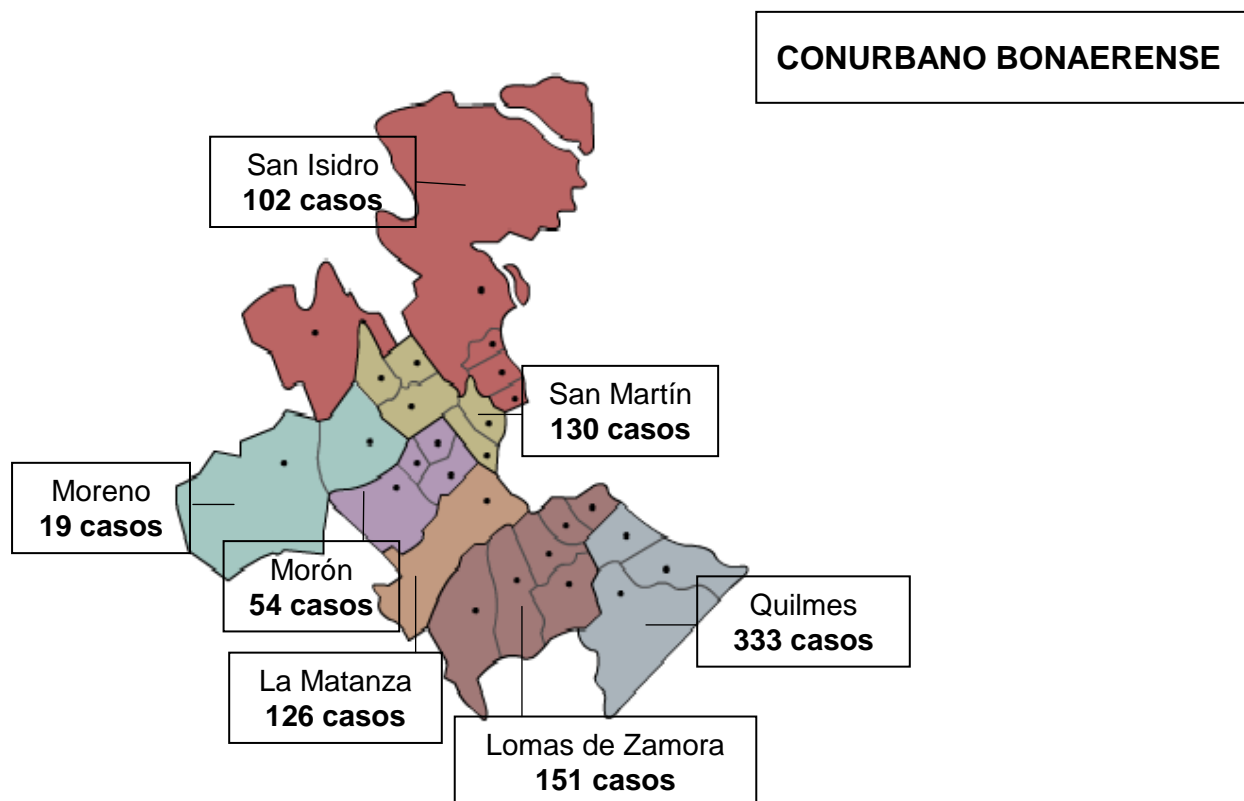 CONURBANO BONAERENSE
San Isidro
102 casos
San Martín
130 casos
Moreno
19 casos
Morón
54 casos
Quilmes
333 casos
La Matanza
126 casos
Lomas de Zamora
151 casos